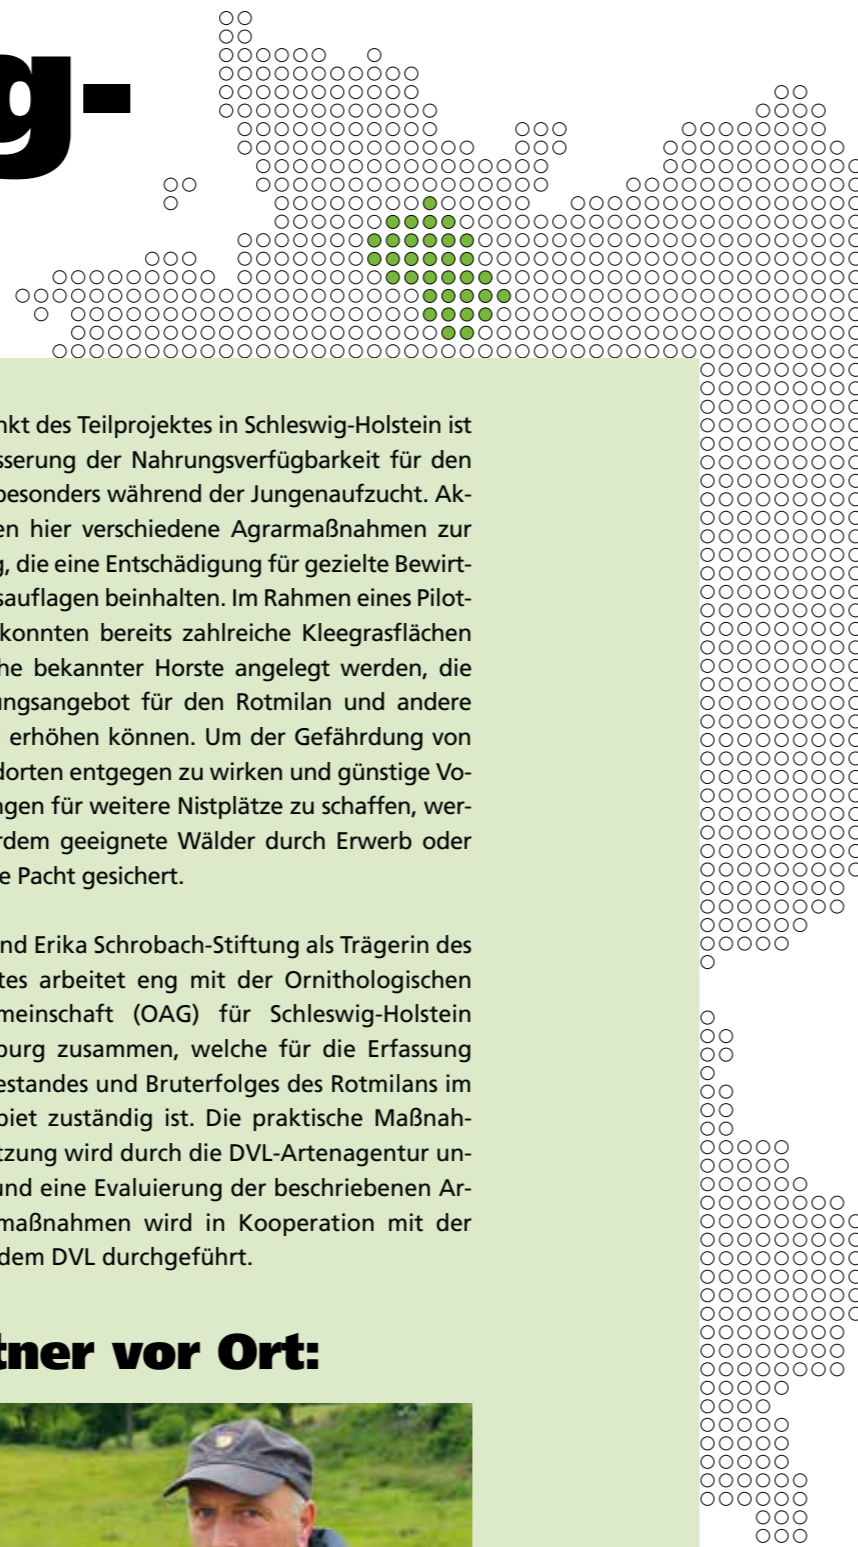 g-
nkt des Teilprojektes in Schleswig-Holstein ist
sserung der Nahrungsverfügbarkeit für den
besonders während der Jungenaufzucht. Ak-
en hier verschiedene Agrarmaßnahmen zur
g, die eine Entschädigung für gezielte Bewirt-
sauflagen beinhalten. Im Rahmen eines Pilot-
konnten bereits zahlreiche Kleegrasflächen
he bekannter Horste angelegt werden, die
ungsangebot für den Rotmilan und andere
erhöhen können. Um der Gefährdung von
dorten entgegen zu wirken und günstige Vo-
ngen für weitere Nistplätze zu schaffen, wer-
rdem geeignete Wälder durch Erwerb oder
e Pacht gesichert.
nd Erika Schrobach-Stiftung als Trägerin des
tes arbeitet eng mit der Ornithologischen
meinschaft (OAG) für Schleswig-Holstein
burg zusammen, welche für die Erfassung
estandes und Bruterfolges des Rotmilans im
biet zuständig ist. Die praktische Maßnah-
tzung wird durch die DVL-Artenagentur un-
und eine Evaluierung der beschriebenen Ar-
maßnahmen wird in Kooperation mit der
dem DVL durchgeführt.
tner vor Ort: